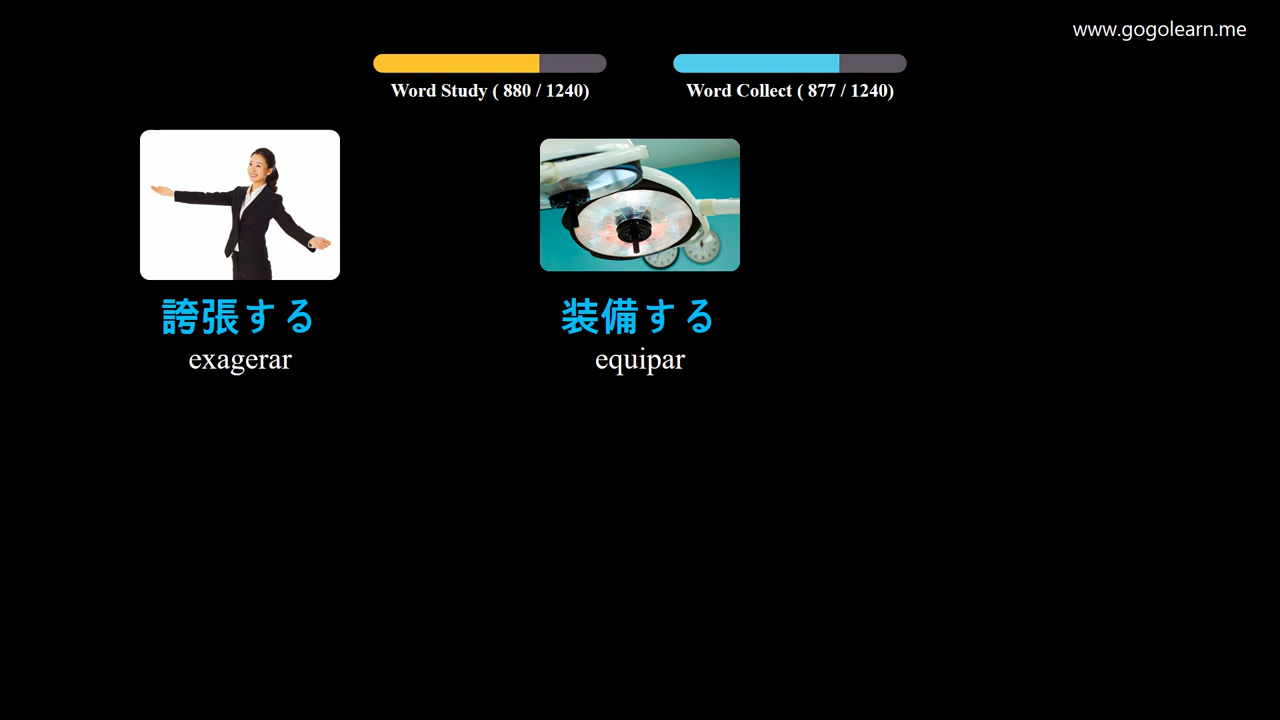 www.gogolearn.me
Word Study ( 880 / 1240)
Word Collect ( 877 / 1240)
誇張する
exagerar
装備する
equipar